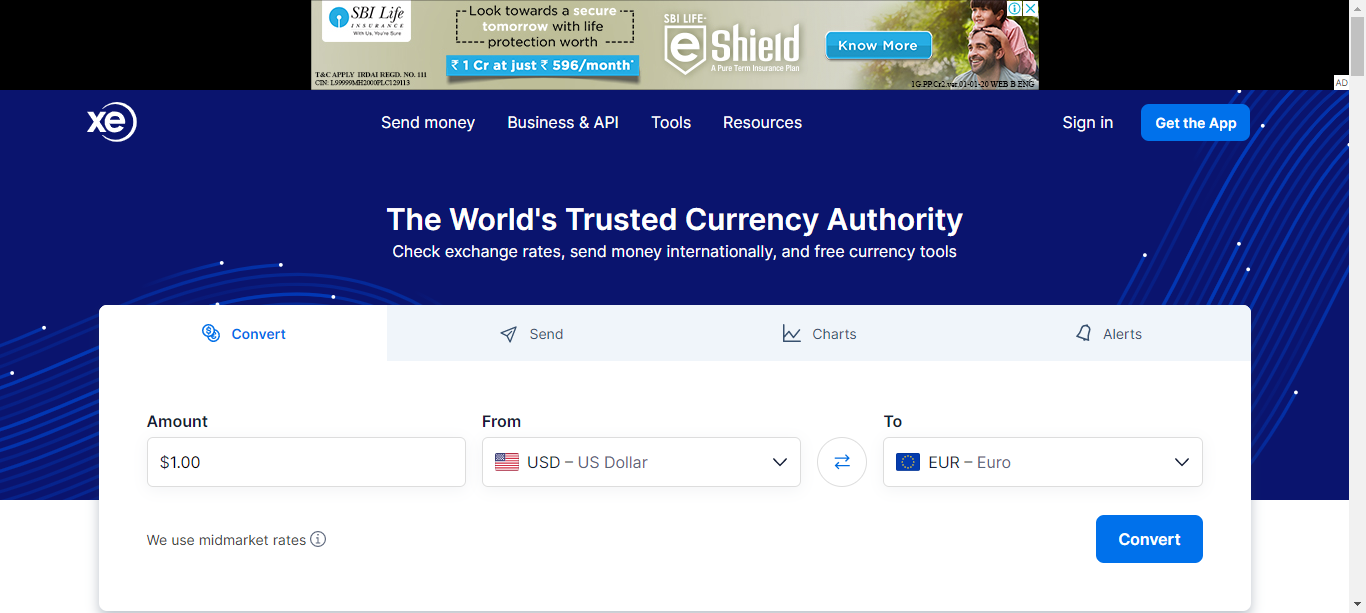 SBI Life
INSURANCE
With Us, You're Sure
T&C APPLY IRDAI REGD. NO. 111
CIN: L99999MH2000PLC129113
Look towards a secure
tomorrow with life
protection worth
₹ 1 Cr at just ₹ 596/month*
SBI LIFE-
eShield
A Pure Term Insurance Plan
Know More
1G.PP.Cr2.ver.01-01-20 WEB B ENG
AD
xe
Send money
Business & API
Tools
Resources
Sign in
Get the App
The World's Trusted Currency Authority
Check exchange rates, send money internationally, and free currency tools
Convert
Send
Charts
Alerts
Amount
$1.00
From
USD – US Dollar
To
EUR – Euro
We use midmarket rates
Convert